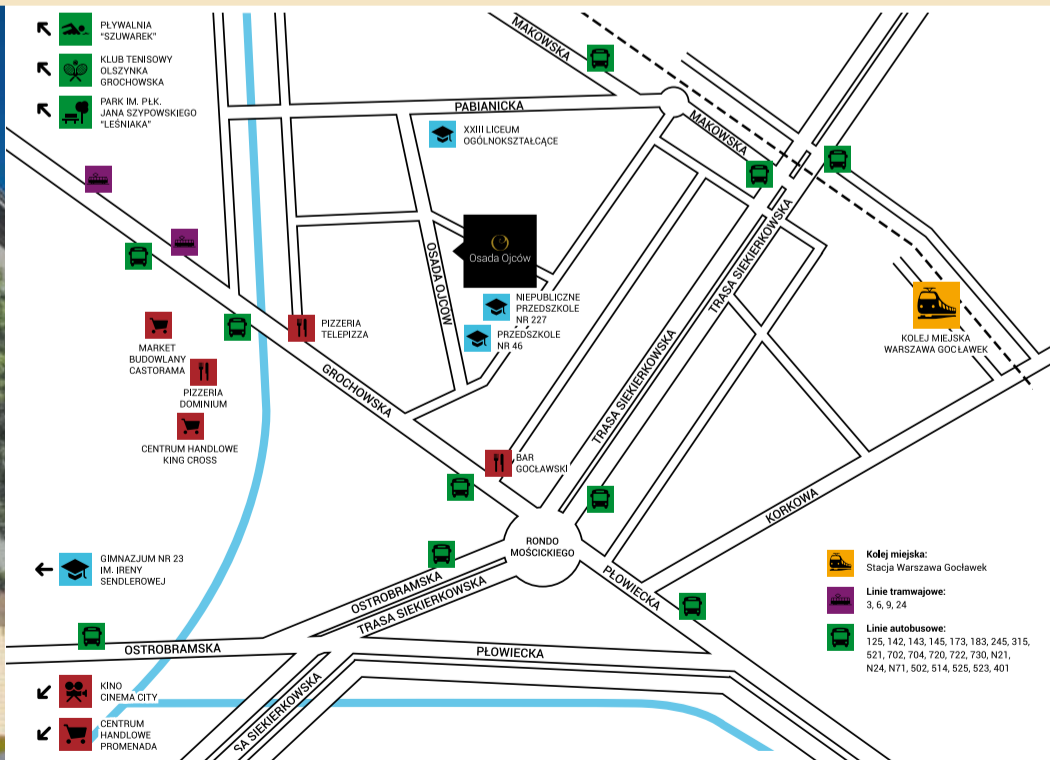 PŁYWALNIA
"SZUWAREK"
KLUB TENISOWY
OLSZYNKA
GROCHOWSKA
PARK IM. PŁK.
JANA SZYPOWSKIEGO
"LEŚNIAKA"
MAKOWSKA
PABIANICKA
XXIII LICEUM
OGÓLNOKSZTAŁCĄCE
MAKOWSKA
TRASA SIEKIERKOWSKA
OSADA OJCÓW
Osada Ojców
NIEPUBLICZNE
PRZEDSZKOLE
NR 227
PRZEDSZKOLE
NR 46
KOLEJ MIEJSKA
WARSZAWA GOCŁAWEK
PIZZERIA
TELEPIZZA
MARKET
BUDOWLANY
CASTORAMA
PIZZERIA
DOMINIUM
CENTRUM HANDLOWE
KING CROSS
GROCHOWSKA
TRASA SIEKIERKOWSKA
BAR
GOCŁAWSKI
KORKOWA
RONDO
MOŚCICKIEGO
GIMNAZJUM NR 23
IM. IRENY
SENDLEROWEJ
OSTROBRAMSKA
TRASA SIEKIERKOWSKA
PŁOWIECKA
OSTROBRAMSKA
PŁOWIECKA
SA SIEKIERKOWSKA
KINO
CINEMA CITY
CENTRUM
HANDLOWE
PROMENADA
Kolej miejska:
Stacja Warszawa Gocławek
Linie tramwajowe:
3, 6, 9, 24
Linie autobusowe:
125, 142, 143, 145, 173, 183, 245, 315,
521, 702, 704, 720, 722, 730, N21,
N24, N71, 502, 514, 525, 523, 401